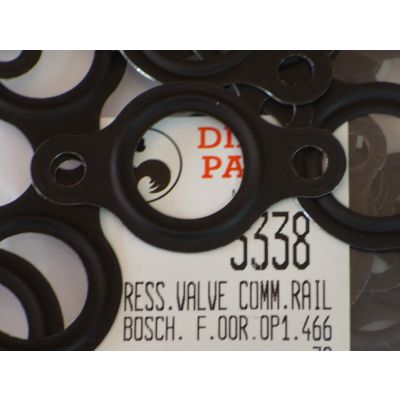 DI
PA
3338
RESS.VALVE COMM.RAIL
BOSCH. F.OOR.OP1.466